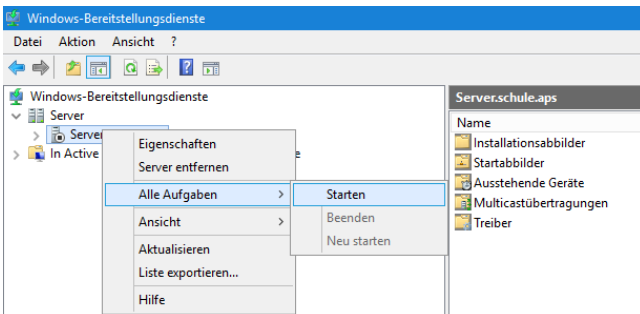 Windows-Bereitstellungsdienste
Datei Aktion Ansicht ?
Windows-Bereitstellungsdienste
Server
Server
In Active
Eigenschaften
Server entfernen
Alle Aufgaben
Ansicht
Aktualisieren
Liste exportieren...
Hilfe
Starten
Beenden
Neu starten
Server.schule.aps
Name
Installationsabbilder
Startabbilder
Ausstehende Geräte
Multicastübertragungen
Treiber